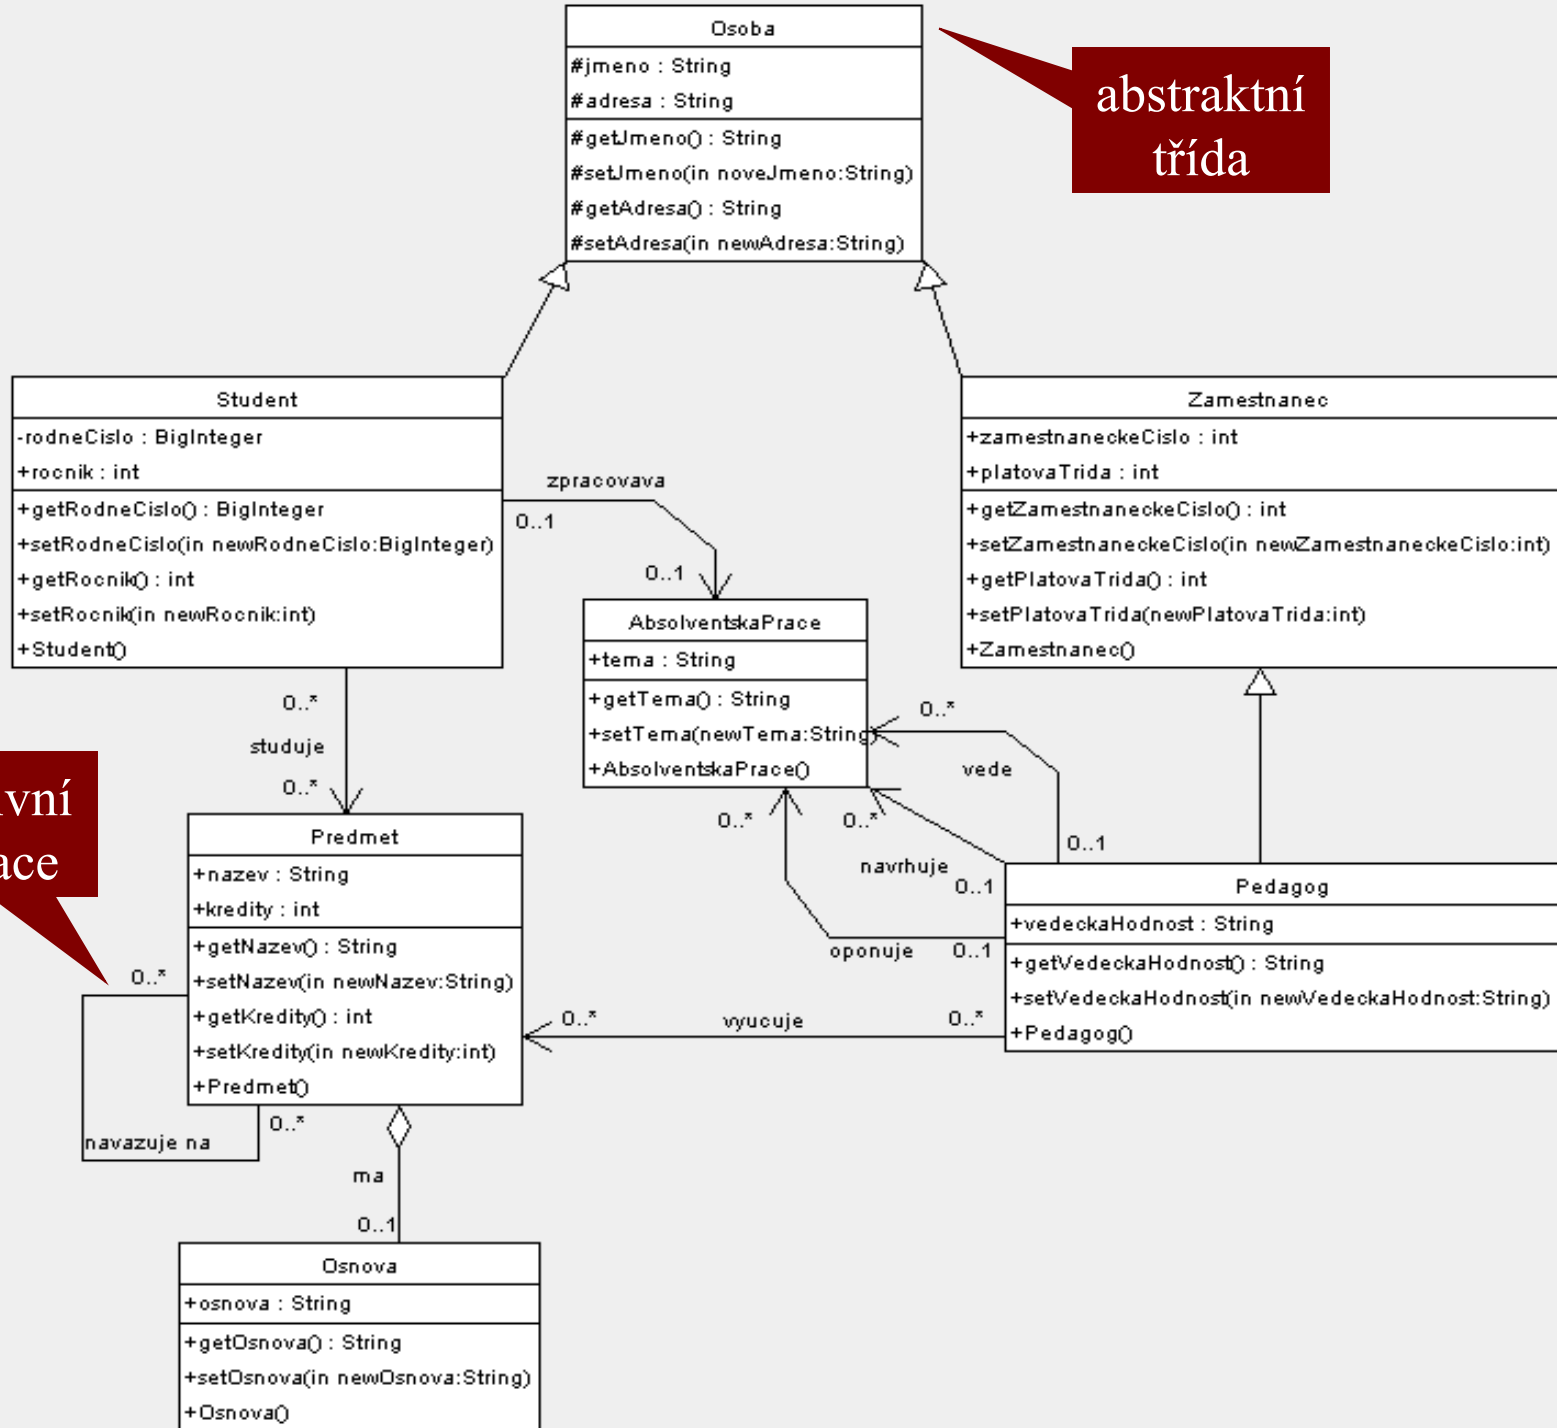 Osoba
#jmeno : String
#adresa : String
#getJmeno() : String
#setJmeno(in noveJmeno:String)
#getAdresa() : String
#setAdresa(in newAdresa:String)
abstraktní
třída
Student
-rodneCislo : BigInteger
+rocnik : int
+getRodneCislo() : BigInteger
+setRodneCislo(in newRodneCislo:BigInteger)
+getRocnik() : int
+setRocnik(in newRocnik:int)
+Student()
zpracovava
0..1
0..1
Zamestnanec
+zamestnaneckeCislo : int
+platovaTrida : int
+getZamestnaneckeCislo() : int
+setZamestnaneckeCislo(in newZamestnaneckeCislo:int)
+getPlatovaTrida() : int
+setPlatovaTrida(newPlatovaTrida:int)
+Zamestnanec()
AbsolventskaPrace
+tema : String
+getTema() : String
+setTema(newTema:String)
+AbsolventskaPrace()
0..*
studuje
0..*
0..*
vede
0..1
0..*
0..*
navrhuje
0..1
oponuje
0..1
vní
ace
Predmet
+nazev : String
+kredity : int
+getNazev() : String
+setNazev(in newNazev:String)
+getKredity() : int
+setKredity(in newKredity:int)
+Predmet()
Pedagog
+vedeckaHodnost : String
+getVedeckaHodnost() : String
+setVedeckaHodnost(in newVedeckaHodnost:String)
+Pedagog()
0..*
vyucuje
0..*
0..*
0..*
navazuje na
ma
0..1
Osnova
+osnova : String
+getOsnova() : String
+setOsnova(in newOsnova:String)
+Osnova()